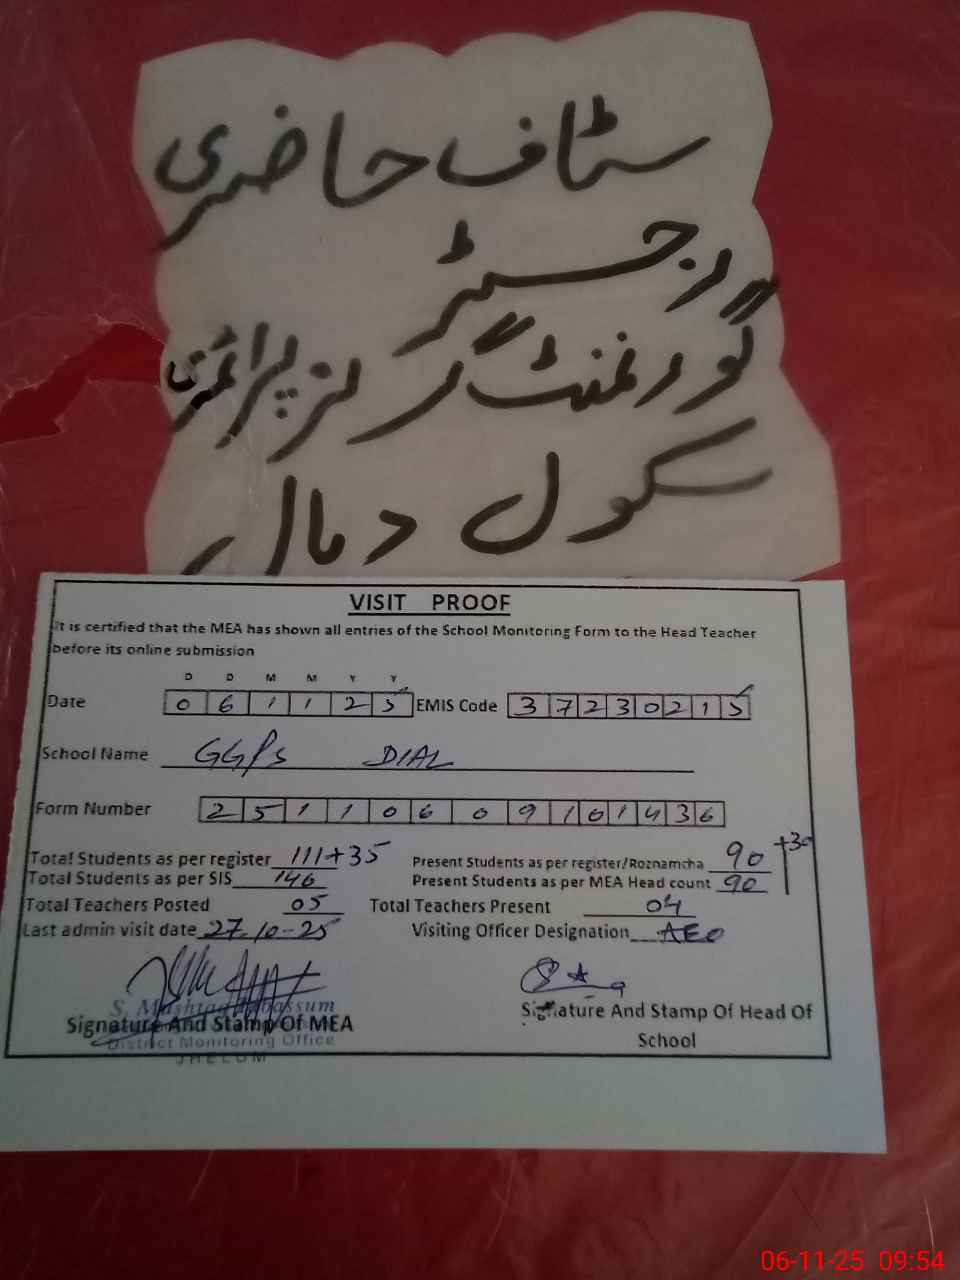 سٹاف حاضری
رجسٹر
گورنمنٹ گرلز پرائمری
سکول دیال
VISIT PROOF
It is certified that the MEA has shown all entries of the School Monitoring Form to the Head Teacher
before its online submission
D D M M Y Y
Date 0 6 1 1 2 5 EMIS Code 3 7 2 3 0 2 1 5
School Name GGP/S DIAL
Form Number 2 5 1 1 0 6 0 9 1 0 1 4 3 6
Total Students as per register 111+35 Present Students as per register/Roznamcha 90 +30
Total Students as per SIS 146 Present Students as per MEA Head count 90
Total Teachers Posted 05 Total Teachers Present 04
Last admin visit date 27-10-25 Visiting Officer Designation AEO
S. Mushtaq
Signature And Stamp Of MEA Signature And Stamp Of Head Of
District Monitoring Office School
JHELUM
06-11-25 09:54